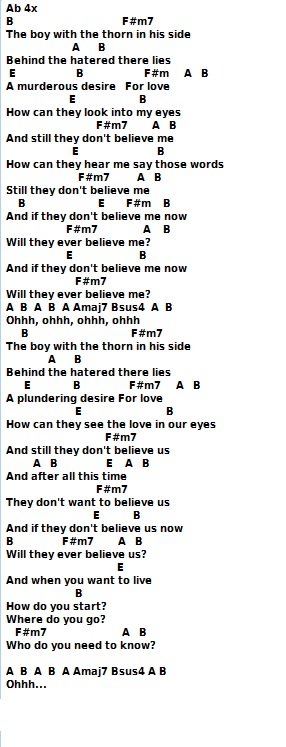 Ab 4x
B F#m7
The boy with the thorn in his side
A B
Behind the hatered there lies
E B F#m A B
A murderous desire For love
E B
How can they look into my eyes
F#m7 A B
And still they don't believe me
E B
How can they hear me say those words
F#m7 A B
Still they don't believe me
B E F#m B
And if they don't believe me now
F#m7 A B
Will they ever believe me?
E B
And if they don't believe me now
F#m7
Will they ever believe me?
A B A B A Amaj7 Bsus4 A B
Ohhh, ohhh, ohhh, ohhh
B F#m7
The boy with the thorn in his side
A B
Behind the hatered there lies
E B F#m7 A B
A plundering desire For love
E B
How can they see the love in our eyes
F#m7
And still they don't believe us
A B E A B
And after all this time
F#m7
They don't want to believe us
E B
And if they don't believe us now
B F#m7 A B
Will they ever believe us?
E
And when you want to live
B
How do you start?
Where do you go?
F#m7 A B
Who do you need to know?
A B A B A Amaj7 Bsus4 A B
Ohhh...